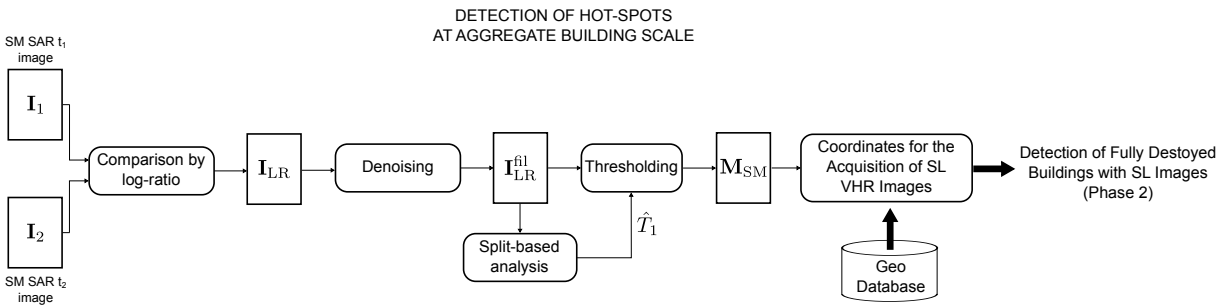 DETECTION OF HOT-SPOTS
AT AGGREGATE BUILDING SCALE
SM SAR t₁
image
I₁
I₂
SM SAR t₂
image
Comparison by
log-ratio
I_LR
Denoising
I_LR^fil
Split-based
analysis
T̂₁
Thresholding
M_SM
Coordinates for the
Acquisition of SL
VHR Images
Geo
Database
Detection of Fully Destoyed
Buildings with SL Images
(Phase 2)